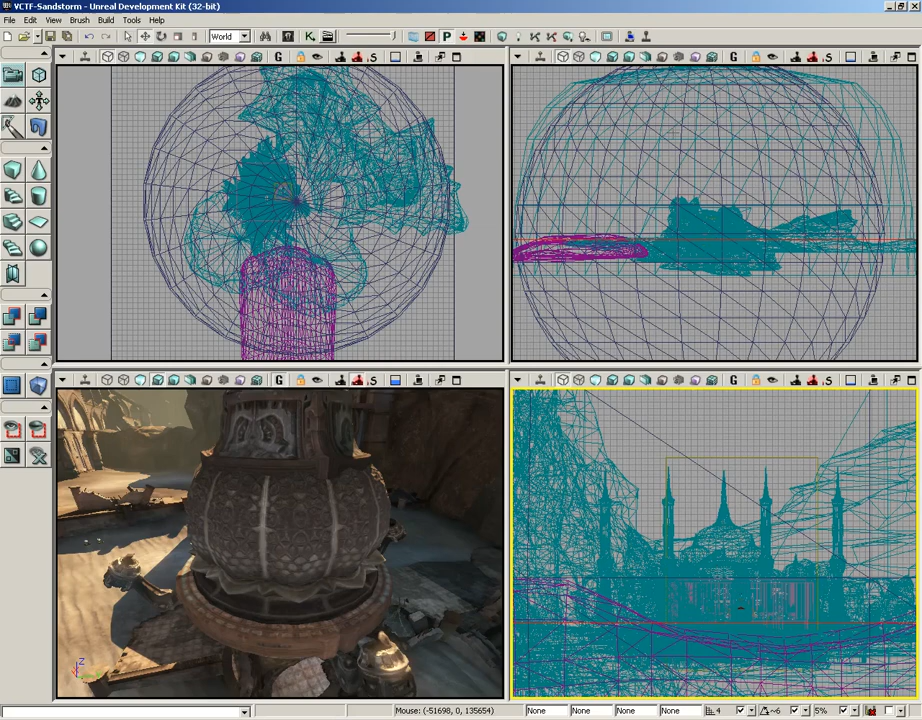 VCTF-Sandstorm - Unreal Development Kit (32-bit)
File Edit View Brush Build Tools Help
World K P
G S
G S
G S
G S
Z
Mouse: (-51698, 0, 135654) None None None None 4 ~6 5%